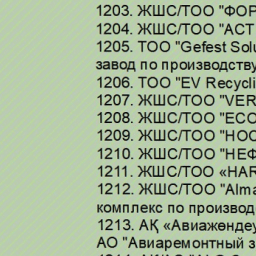 1203. ЖШС/ТОО "ФОР
1204. ЖШС/ТОО "АСТ
1205. ТОО "Gefest Solu
завод по производству
1206. ТОО "EV Recycli
1207. ЖШС/ТОО "VER
1208. ЖШС/ТОО "ECO
1209. ЖШС/ТОО "НОС
1210. ЖШС/ТОО "НЕФ
1211. ЖШС/ТОО «HAR
1212. ЖШС/ТОО "Alma
комплекс по производ
1213. АҚ «Авиажөндеу
АО "Авиаремонтный з